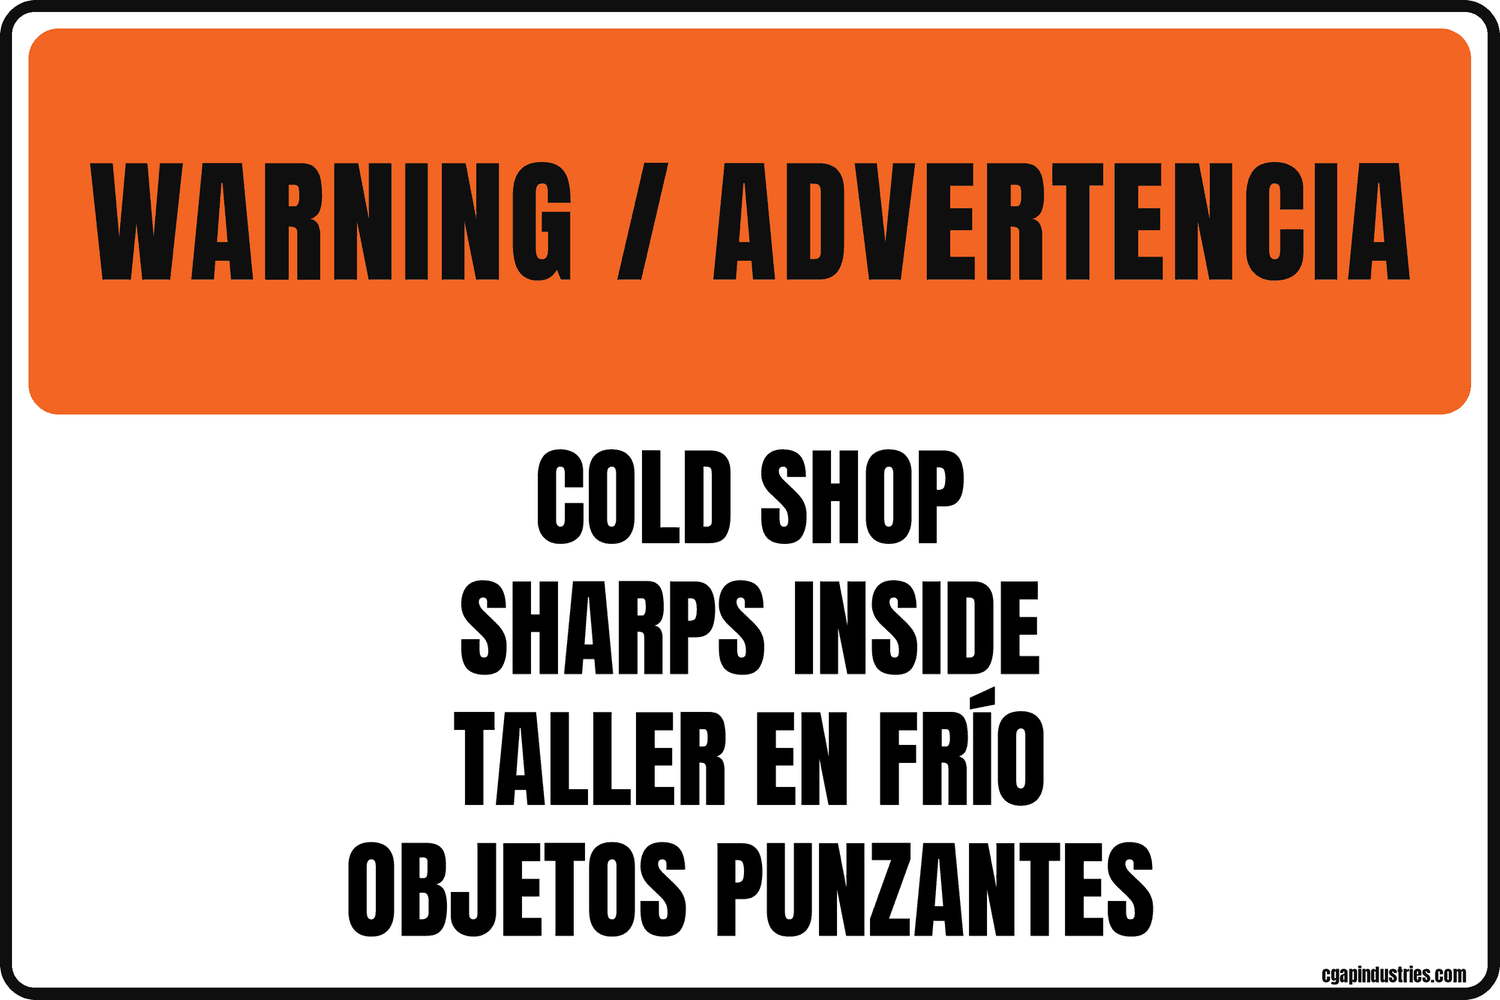 WARNING / ADVERTENCIA
COLD SHOP
SHARPS INSIDE
TALLER EN FRÍO
OBJETOS PUNZANTES
cgapindustries.com